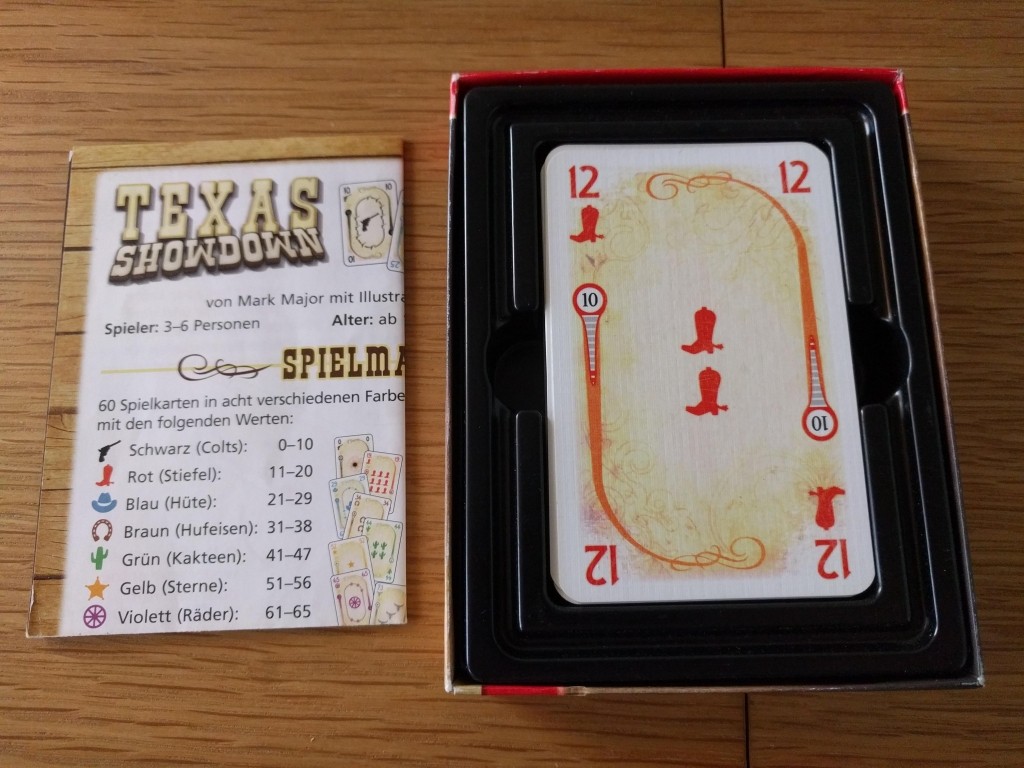 TEXAS
SHOWDOWN
von Mark Major mit Illustra
Spieler: 3–6 Personen Alter: ab
SPIELMA
60 Spielkarten in acht verschiedenen Farbe
mit den folgenden Werten:
Schwarz (Colts): 0–10
Rot (Stiefel): 11–20
Blau (Hüte): 21–29
Braun (Hufeisen): 31–38
Grün (Kakteen): 41–47
Gelb (Sterne): 51–56
Violett (Räder): 61–65
12 12
10
10
12 12